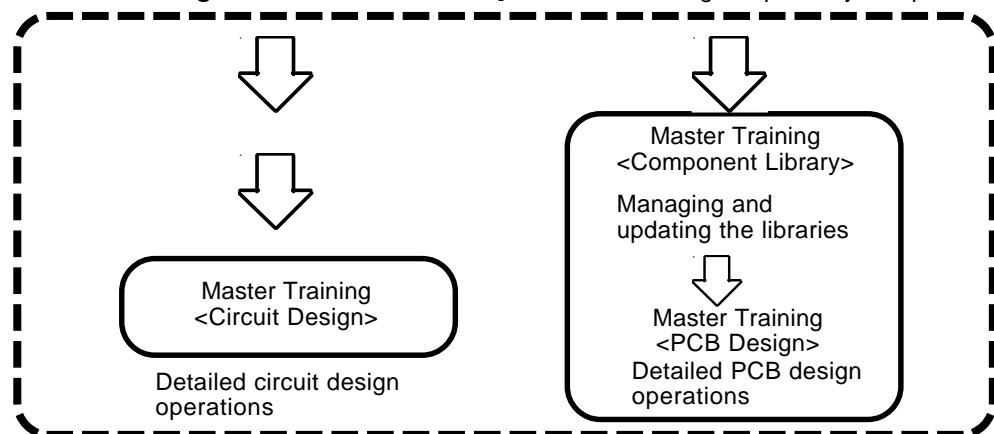 Master Training
<Component Library>
Managing and
updating the libraries
Master Training
<PCB Design>
Detailed PCB design
operations
Master Training
<Circuit Design>
Detailed circuit design
operations